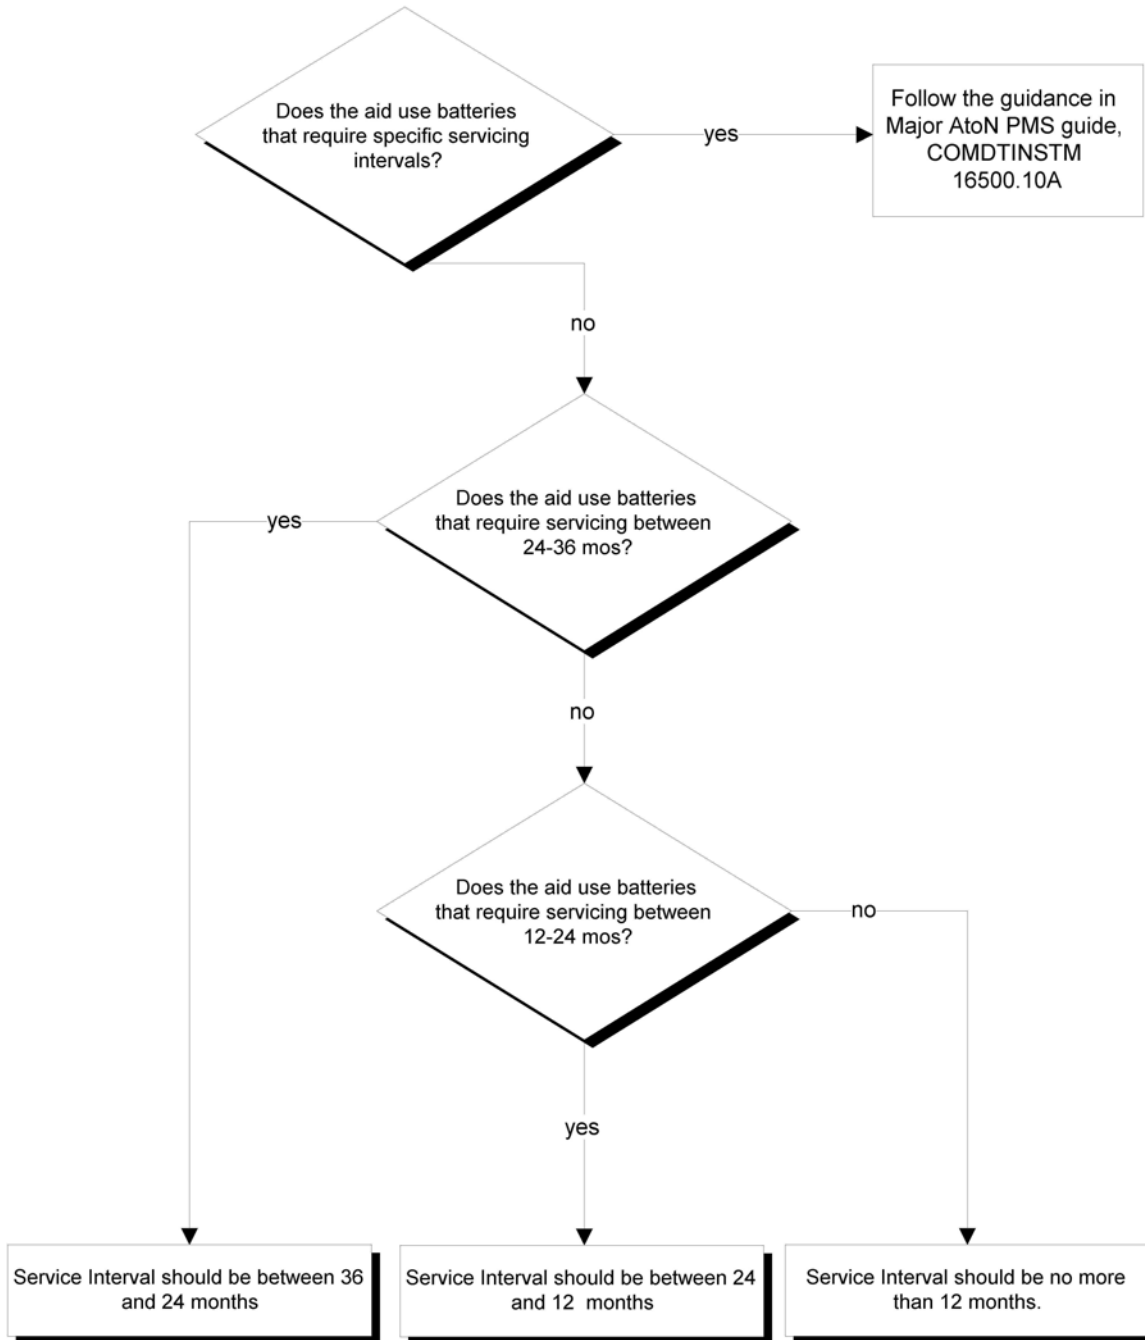 Does the aid use batteries
that require specific servicing
intervals?
yes
Follow the guidance in
Major AtoN PMS guide,
COMDTINSTM
16500.10A
no
Does the aid use batteries
that require servicing between
24-36 mos?
yes
no
Does the aid use batteries
that require servicing between
12-24 mos?
no
yes
Service Interval should be between 36
and 24 months
Service Interval should be between 24
and 12 months
Service Interval should be no more
than 12 months.